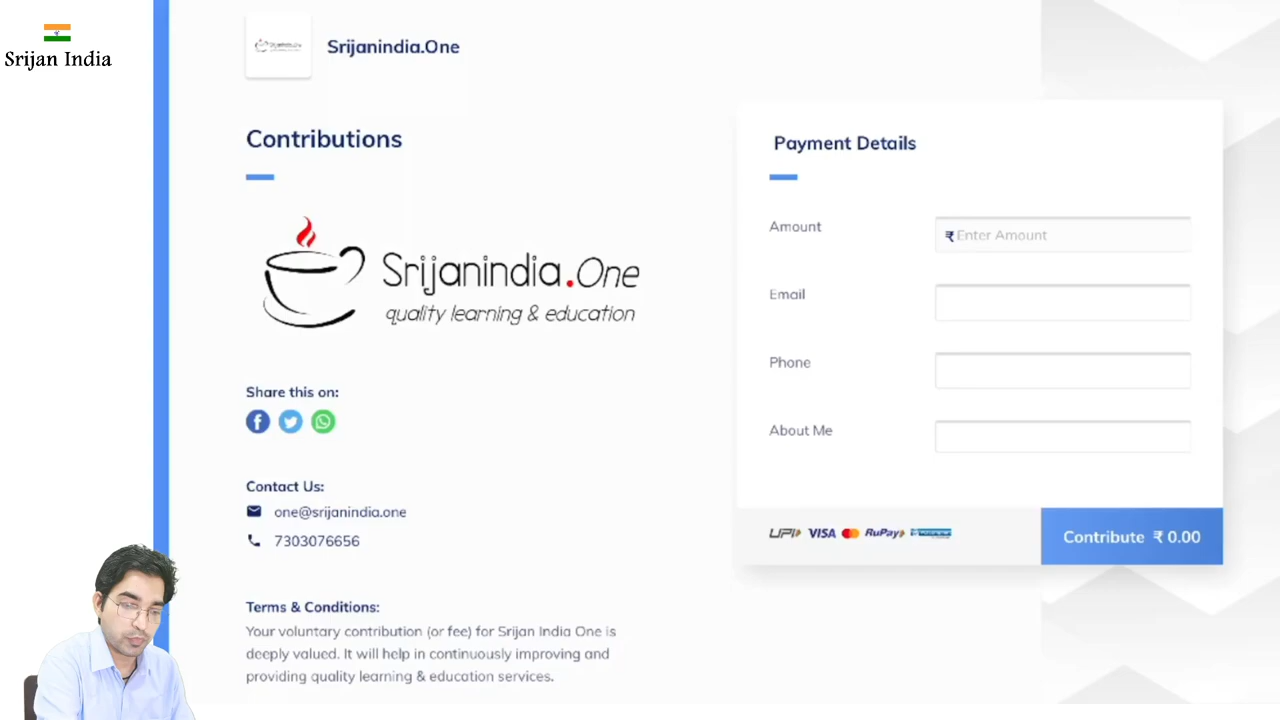 Srijan India
Srijanindia.One
Contributions
Srijanindia.One
quality learning & education
Share this on:
Contact Us:
one@srijanindia.one
7303076656
Terms & Conditions:
Your voluntary contribution (or fee) for Srijan India One is
deeply valued. It will help in continuously improving and
providing quality learning & education services.
Payment Details
Amount
₹ Enter Amount
Email
Phone
About Me
UPI VISA RuPay
Contribute ₹ 0.00